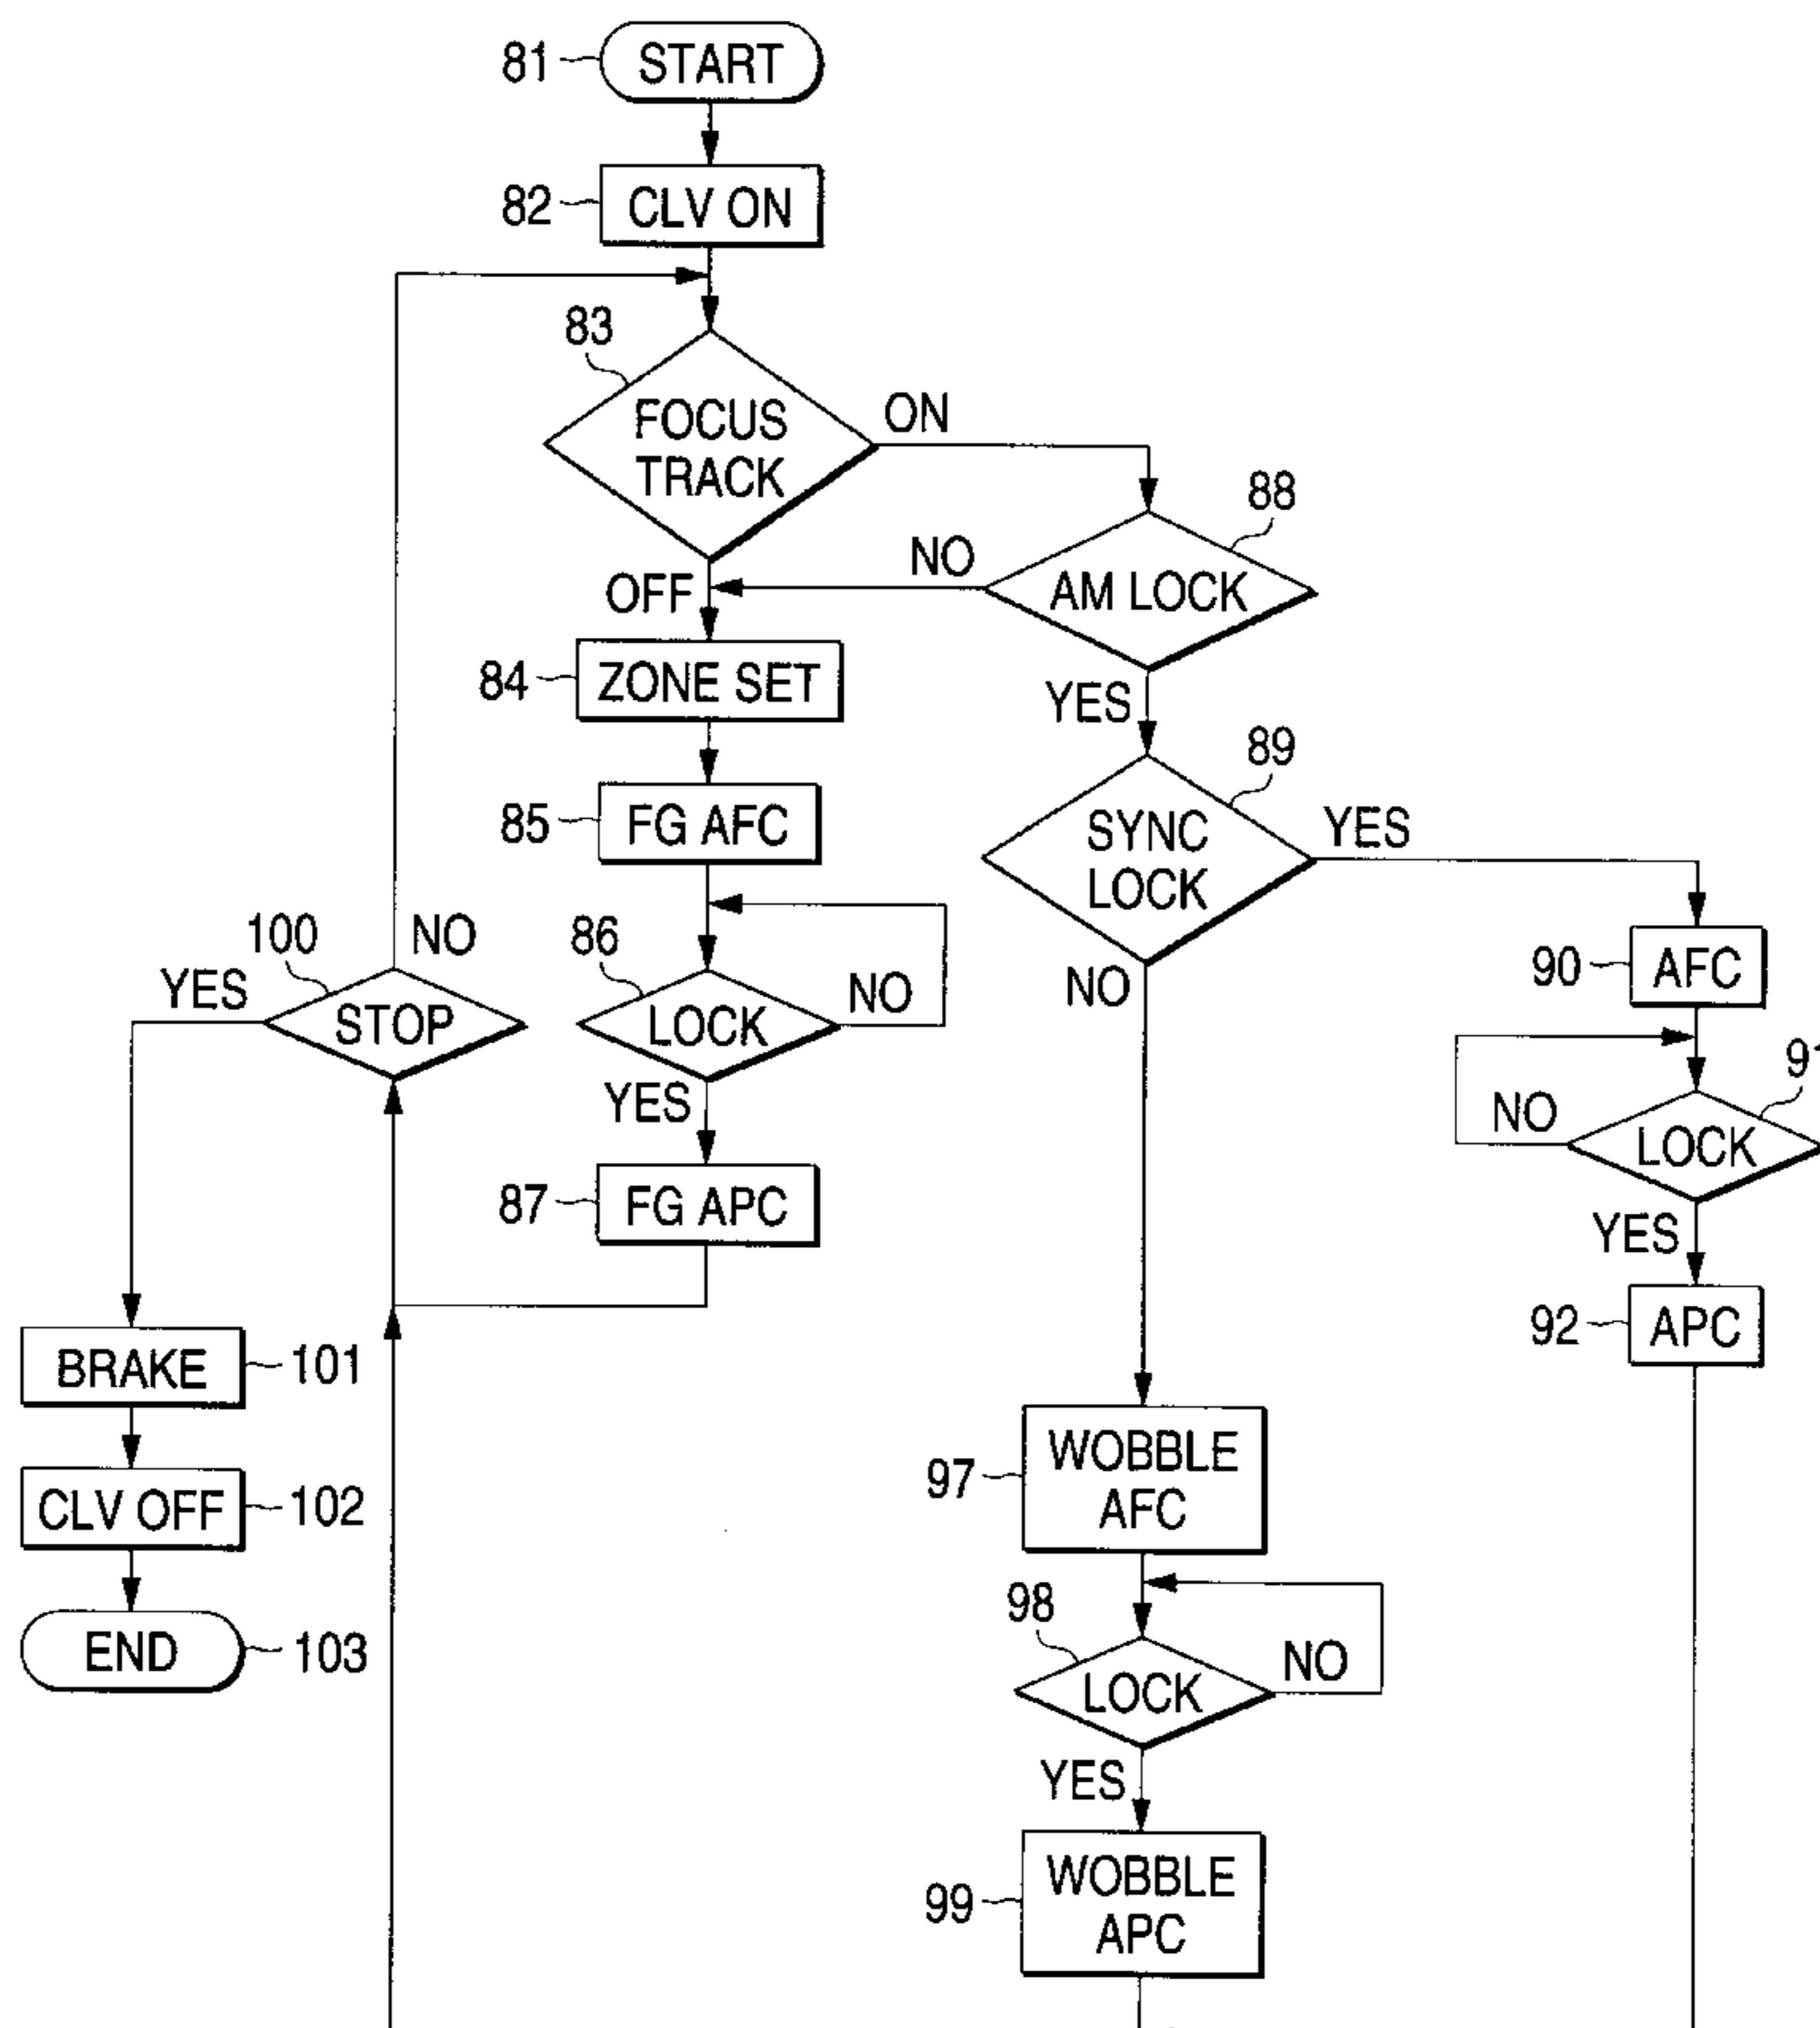 81 START
82 CLV ON
83
FOCUS
TRACK
ON
OFF
88
AM LOCK
NO
YES
84 ZONE SET
85 FG AFC
86
LOCK
NO
YES
87 FG APC
89
SYNC
LOCK
YES
NO
90 AFC
LOCK
NO
YES
92 APC
97
WOBBLE
AFC
98
LOCK
NO
YES
99
WOBBLE
APC
100
STOP
NO
YES
BRAKE 101
CLV OFF 102
END 103